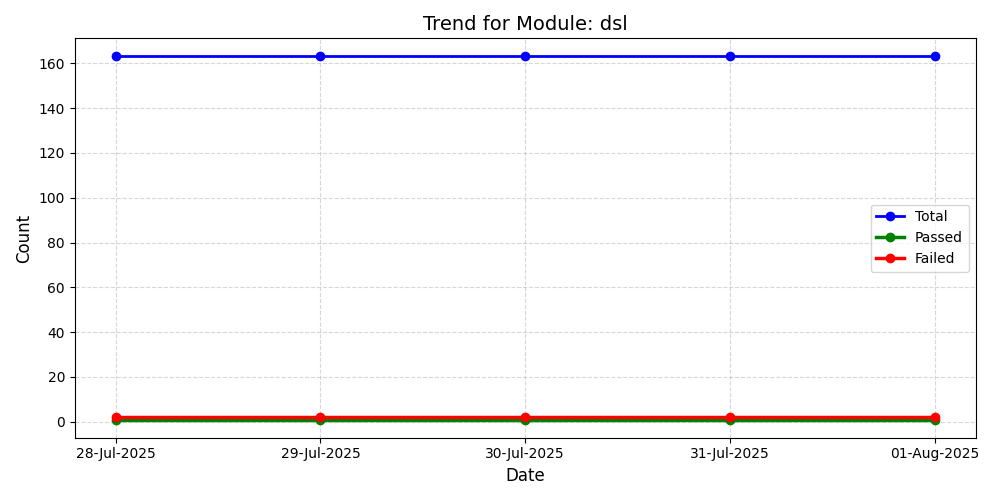 Trend for Module: dsl
Count
160
140
120
100
80
60
40
20
0
Total
Passed
Failed
28-Jul-2025 29-Jul-2025 30-Jul-2025 31-Jul-2025 01-Aug-2025
Date